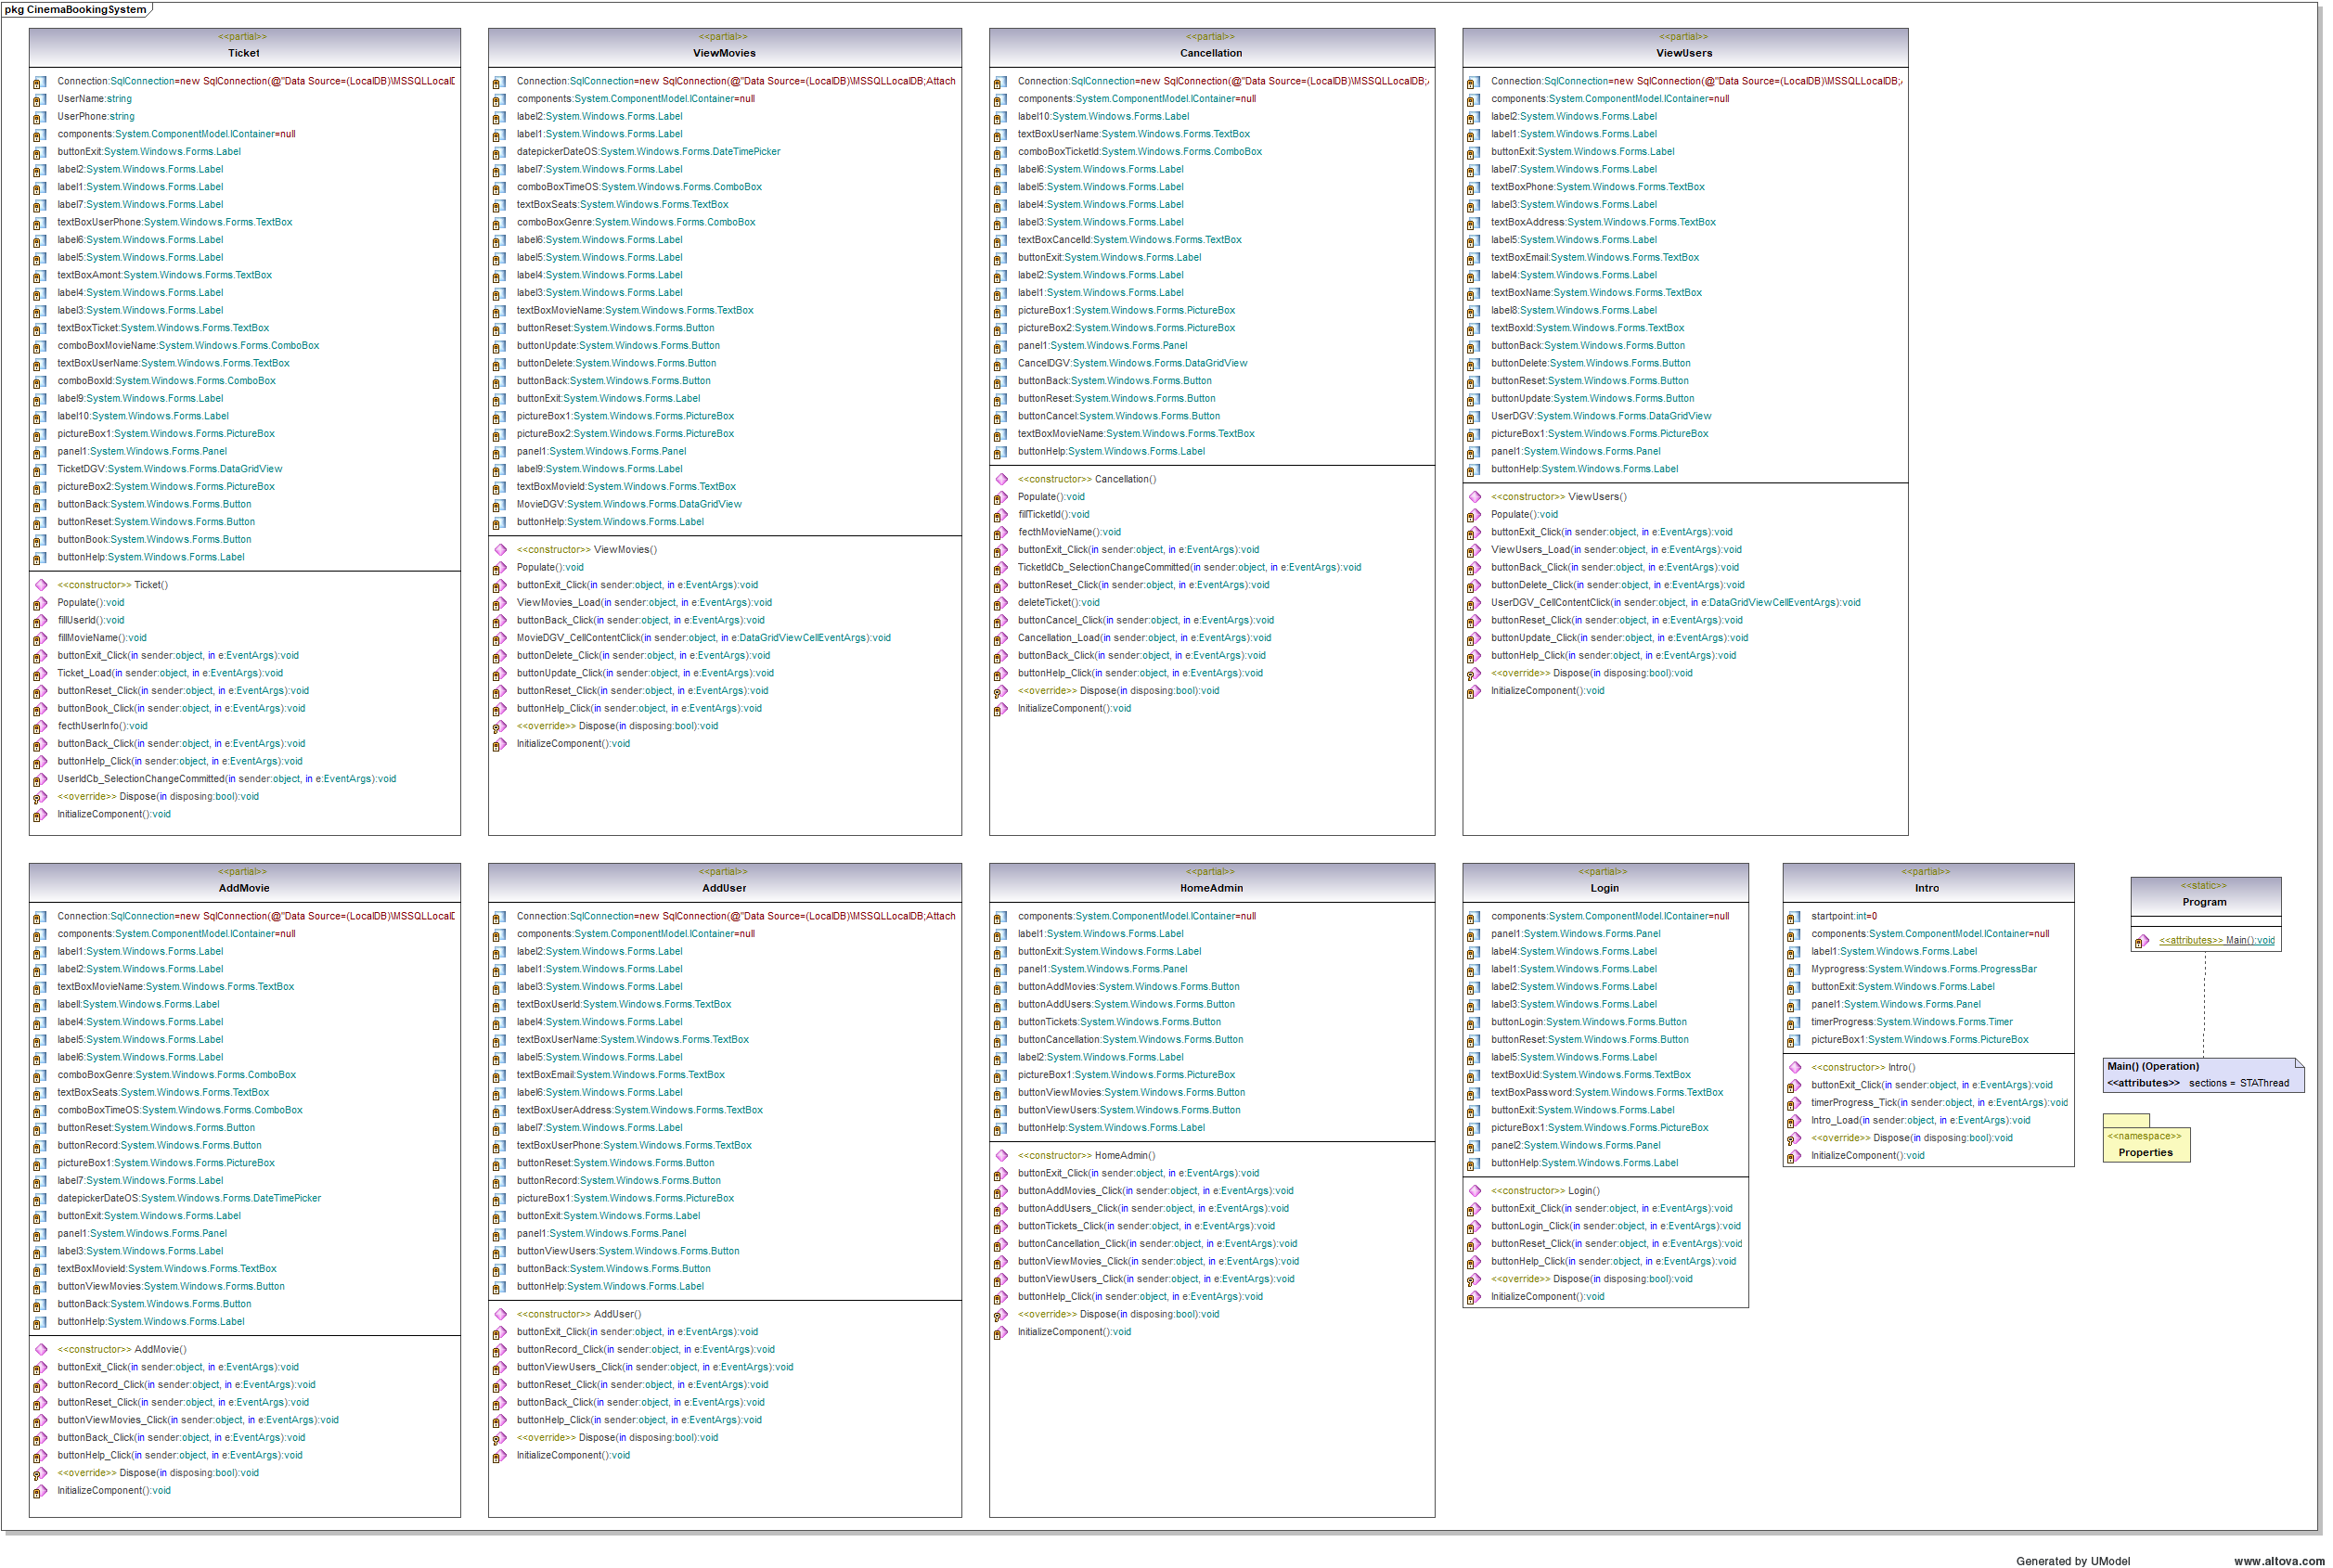 pkg CinemaBookingSystem
<<partial>>
Ticket
Connection:SqlConnection=new SqlConnection(@"Data Source=(LocalDB)\MSSQLLocalD
UserName:string
UserPhone:string
components:System.ComponentModel.IContainer=null
buttonExit:System.Windows.Forms.Label
label2:System.Windows.Forms.Label
label1:System.Windows.Forms.Label
label7:System.Windows.Forms.Label
textBoxUserPhone:System.Windows.Forms.TextBox
label6:System.Windows.Forms.Label
label5:System.Windows.Forms.Label
textBoxAmont:System.Windows.Forms.TextBox
label4:System.Windows.Forms.Label
label3:System.Windows.Forms.Label
textBoxTicket:System.Windows.Forms.TextBox
comboBoxMovieName:System.Windows.Forms.ComboBox
textBoxUserName:System.Windows.Forms.TextBox
comboBoxId:System.Windows.Forms.ComboBox
label9:System.Windows.Forms.Label
label10:System.Windows.Forms.Label
pictureBox1:System.Windows.Forms.PictureBox
panel1:System.Windows.Forms.Panel
TicketDGV:System.Windows.Forms.DataGridView
pictureBox2:System.Windows.Forms.PictureBox
buttonBack:System.Windows.Forms.Button
buttonReset:System.Windows.Forms.Button
buttonBook:System.Windows.Forms.Button
buttonHelp:System.Windows.Forms.Label
<<constructor>> Ticket()
Populate():void
fillUserId():void
fillMovieName():void
buttonExit_Click(in sender:object, in e:EventArgs):void
Ticket_Load(in sender:object, in e:EventArgs):void
buttonReset_Click(in sender:object, in e:EventArgs):void
buttonBook_Click(in sender:object, in e:EventArgs):void
fecthUserInfo():void
buttonBack_Click(in sender:object, in e:EventArgs):void
buttonHelp_Click(in sender:object, in e:EventArgs):void
UserIdCb_SelectionChangeCommitted(in sender:object, in e:EventArgs):void
<<override>> Dispose(in disposing:bool):void
InitializeComponent():void
<<partial>>
ViewMovies
Connection:SqlConnection=new SqlConnection(@"Data Source=(LocalDB)\MSSQLLocalDB;Attach
components:System.ComponentModel.IContainer=null
label2:System.Windows.Forms.Label
label1:System.Windows.Forms.Label
datepickerDateOS:System.Windows.Forms.DateTimePicker
label7:System.Windows.Forms.Label
comboBoxTimeOS:System.Windows.Forms.ComboBox
textBoxSeats:System.Windows.Forms.TextBox
comboBoxGenre:System.Windows.Forms.ComboBox
label6:System.Windows.Forms.Label
label5:System.Windows.Forms.Label
label4:System.Windows.Forms.Label
label3:System.Windows.Forms.Label
textBoxMovieName:System.Windows.Forms.TextBox
buttonReset:System.Windows.Forms.Button
buttonUpdate:System.Windows.Forms.Button
buttonDelete:System.Windows.Forms.Button
buttonBack:System.Windows.Forms.Button
buttonExit:System.Windows.Forms.Label
pictureBox1:System.Windows.Forms.PictureBox
pictureBox2:System.Windows.Forms.PictureBox
panel1:System.Windows.Forms.Panel
label9:System.Windows.Forms.Label
textBoxMovieId:System.Windows.Forms.TextBox
MovieDGV:System.Windows.Forms.DataGridView
buttonHelp:System.Windows.Forms.Label
<<constructor>> ViewMovies()
Populate():void
buttonExit_Click(in sender:object, in e:EventArgs):void
ViewMovies_Load(in sender:object, in e:EventArgs):void
buttonBack_Click(in sender:object, in e:EventArgs):void
MovieDGV_CellContentClick(in sender:object, in e:DataGridViewCellEventArgs):void
buttonDelete_Click(in sender:object, in e:EventArgs):void
buttonUpdate_Click(in sender:object, in e:EventArgs):void
buttonReset_Click(in sender:object, in e:EventArgs):void
buttonHelp_Click(in sender:object, in e:EventArgs):void
<<override>> Dispose(in disposing:bool):void
InitializeComponent():void
<<partial>>
Cancellation
Connection:SqlConnection=new SqlConnection(@"Data Source=(LocalDB)\MSSQLLocalDB;
components:System.ComponentModel.IContainer=null
label10:System.Windows.Forms.Label
textBoxUserName:System.Windows.Forms.TextBox
comboBoxTicketId:System.Windows.Forms.ComboBox
label6:System.Windows.Forms.Label
label5:System.Windows.Forms.Label
label4:System.Windows.Forms.Label
label3:System.Windows.Forms.Label
textBoxCancelId:System.Windows.Forms.TextBox
buttonExit:System.Windows.Forms.Label
label2:System.Windows.Forms.Label
label1:System.Windows.Forms.Label
pictureBox1:System.Windows.Forms.PictureBox
pictureBox2:System.Windows.Forms.PictureBox
panel1:System.Windows.Forms.Panel
CancelDGV:System.Windows.Forms.DataGridView
buttonBack:System.Windows.Forms.Button
buttonReset:System.Windows.Forms.Button
buttonCancel:System.Windows.Forms.Button
textBoxMovieName:System.Windows.Forms.TextBox
buttonHelp:System.Windows.Forms.Label
<<constructor>> Cancellation()
Populate():void
fillTicketId():void
fecthMovieName():void
buttonExit_Click(in sender:object, in e:EventArgs):void
TicketIdCb_SelectionChangeCommitted(in sender:object, in e:EventArgs):void
buttonReset_Click(in sender:object, in e:EventArgs):void
deleteTicket():void
buttonCancel_Click(in sender:object, in e:EventArgs):void
Cancellation_Load(in sender:object, in e:EventArgs):void
buttonBack_Click(in sender:object, in e:EventArgs):void
buttonHelp_Click(in sender:object, in e:EventArgs):void
<<override>> Dispose(in disposing:bool):void
InitializeComponent():void
<<partial>>
ViewUsers
Connection:SqlConnection=new SqlConnection(@"Data Source=(LocalDB)\MSSQLLocalDB;
components:System.ComponentModel.IContainer=null
label2:System.Windows.Forms.Label
label1:System.Windows.Forms.Label
buttonExit:System.Windows.Forms.Label
label7:System.Windows.Forms.Label
textBoxPhone:System.Windows.Forms.TextBox
label3:System.Windows.Forms.Label
textBoxAddress:System.Windows.Forms.TextBox
label5:System.Windows.Forms.Label
textBoxEmail:System.Windows.Forms.TextBox
label4:System.Windows.Forms.Label
textBoxName:System.Windows.Forms.TextBox
label8:System.Windows.Forms.Label
textBoxId:System.Windows.Forms.TextBox
buttonBack:System.Windows.Forms.Button
buttonDelete:System.Windows.Forms.Button
buttonReset:System.Windows.Forms.Button
buttonUpdate:System.Windows.Forms.Button
UserDGV:System.Windows.Forms.DataGridView
pictureBox1:System.Windows.Forms.PictureBox
panel1:System.Windows.Forms.Panel
buttonHelp:System.Windows.Forms.Label
<<constructor>> ViewUsers()
Populate():void
buttonExit_Click(in sender:object, in e:EventArgs):void
ViewUsers_Load(in sender:object, in e:EventArgs):void
buttonBack_Click(in sender:object, in e:EventArgs):void
buttonDelete_Click(in sender:object, in e:EventArgs):void
UserDGV_CellContentClick(in sender:object, in e:DataGridViewCellEventArgs):void
buttonReset_Click(in sender:object, in e:EventArgs):void
buttonUpdate_Click(in sender:object, in e:EventArgs):void
buttonHelp_Click(in sender:object, in e:EventArgs):void
<<override>> Dispose(in disposing:bool):void
InitializeComponent():void
<<partial>>
AddMovie
Connection:SqlConnection=new SqlConnection(@"Data Source=(LocalDB)\MSSQLLocalD
components:System.ComponentModel.IContainer=null
label1:System.Windows.Forms.Label
label2:System.Windows.Forms.Label
textBoxMovieName:System.Windows.Forms.TextBox
labell:System.Windows.Forms.Label
label4:System.Windows.Forms.Label
label5:System.Windows.Forms.Label
label6:System.Windows.Forms.Label
comboBoxGenre:System.Windows.Forms.ComboBox
textBoxSeats:System.Windows.Forms.TextBox
comboBoxTimeOS:System.Windows.Forms.ComboBox
buttonReset:System.Windows.Forms.Button
buttonRecord:System.Windows.Forms.Button
pictureBox1:System.Windows.Forms.PictureBox
label7:System.Windows.Forms.Label
datepickerDateOS:System.Windows.Forms.DateTimePicker
buttonExit:System.Windows.Forms.Label
panel1:System.Windows.Forms.Panel
label3:System.Windows.Forms.Label
textBoxMovieId:System.Windows.Forms.TextBox
buttonViewMovies:System.Windows.Forms.Button
buttonBack:System.Windows.Forms.Button
buttonHelp:System.Windows.Forms.Label
<<constructor>> AddMovie()
buttonExit_Click(in sender:object, in e:EventArgs):void
buttonRecord_Click(in sender:object, in e:EventArgs):void
buttonReset_Click(in sender:object, in e:EventArgs):void
buttonViewMovies_Click(in sender:object, in e:EventArgs):void
buttonBack_Click(in sender:object, in e:EventArgs):void
buttonHelp_Click(in sender:object, in e:EventArgs):void
<<override>> Dispose(in disposing:bool):void
InitializeComponent():void
<<partial>>
AddUser
Connection:SqlConnection=new SqlConnection(@"Data Source=(LocalDB)\MSSQLLocalDB;Attach
components:System.ComponentModel.IContainer=null
label2:System.Windows.Forms.Label
label1:System.Windows.Forms.Label
label3:System.Windows.Forms.Label
textBoxUserId:System.Windows.Forms.TextBox
label4:System.Windows.Forms.Label
textBoxUserName:System.Windows.Forms.TextBox
label5:System.Windows.Forms.Label
textBoxEmail:System.Windows.Forms.TextBox
label6:System.Windows.Forms.Label
textBoxUserAddress:System.Windows.Forms.TextBox
label7:System.Windows.Forms.Label
textBoxUserPhone:System.Windows.Forms.TextBox
buttonReset:System.Windows.Forms.Button
buttonRecord:System.Windows.Forms.Button
pictureBox1:System.Windows.Forms.PictureBox
buttonExit:System.Windows.Forms.Label
panel1:System.Windows.Forms.Panel
buttonViewUsers:System.Windows.Forms.Button
buttonBack:System.Windows.Forms.Button
buttonHelp:System.Windows.Forms.Label
<<constructor>> AddUser()
buttonExit_Click(in sender:object, in e:EventArgs):void
buttonRecord_Click(in sender:object, in e:EventArgs):void
buttonViewUsers_Click(in sender:object, in e:EventArgs):void
buttonReset_Click(in sender:object, in e:EventArgs):void
buttonBack_Click(in sender:object, in e:EventArgs):void
buttonHelp_Click(in sender:object, in e:EventArgs):void
<<override>> Dispose(in disposing:bool):void
InitializeComponent():void
<<partial>>
HomeAdmin
components:System.ComponentModel.IContainer=null
label1:System.Windows.Forms.Label
buttonExit:System.Windows.Forms.Label
panel1:System.Windows.Forms.Panel
buttonAddMovies:System.Windows.Forms.Button
buttonAddUsers:System.Windows.Forms.Button
buttonTickets:System.Windows.Forms.Button
buttonCancellation:System.Windows.Forms.Button
label2:System.Windows.Forms.Label
pictureBox1:System.Windows.Forms.PictureBox
buttonViewMovies:System.Windows.Forms.Button
buttonViewUsers:System.Windows.Forms.Button
buttonHelp:System.Windows.Forms.Label
<<constructor>> HomeAdmin()
buttonExit_Click(in sender:object, in e:EventArgs):void
buttonAddMovies_Click(in sender:object, in e:EventArgs):void
buttonAddUsers_Click(in sender:object, in e:EventArgs):void
buttonTickets_Click(in sender:object, in e:EventArgs):void
buttonCancellation_Click(in sender:object, in e:EventArgs):void
buttonViewMovies_Click(in sender:object, in e:EventArgs):void
buttonViewUsers_Click(in sender:object, in e:EventArgs):void
buttonHelp_Click(in sender:object, in e:EventArgs):void
<<override>> Dispose(in disposing:bool):void
InitializeComponent():void
<<partial>>
Login
components:System.ComponentModel.IContainer=null
panel1:System.Windows.Forms.Panel
label4:System.Windows.Forms.Label
label1:System.Windows.Forms.Label
label2:System.Windows.Forms.Label
label3:System.Windows.Forms.Label
buttonLogin:System.Windows.Forms.Button
buttonReset:System.Windows.Forms.Button
label5:System.Windows.Forms.Label
textBoxUid:System.Windows.Forms.TextBox
textBoxPassword:System.Windows.Forms.TextBox
buttonExit:System.Windows.Forms.Label
pictureBox1:System.Windows.Forms.PictureBox
panel2:System.Windows.Forms.Panel
buttonHelp:System.Windows.Forms.Label
<<constructor>> Login()
buttonExit_Click(in sender:object, in e:EventArgs):void
buttonLogin_Click(in sender:object, in e:EventArgs):void
buttonReset_Click(in sender:object, in e:EventArgs):void
buttonHelp_Click(in sender:object, in e:EventArgs):void
<<override>> Dispose(in disposing:bool):void
InitializeComponent():void
<<partial>>
Intro
startpoint:int=0
components:System.ComponentModel.IContainer=null
label1:System.Windows.Forms.Label
Myprogress:System.Windows.Forms.ProgressBar
buttonExit:System.Windows.Forms.Label
panel1:System.Windows.Forms.Panel
timerProgress:System.Windows.Forms.Timer
pictureBox1:System.Windows.Forms.PictureBox
<<constructor>> Intro()
buttonExit_Click(in sender:object, in e:EventArgs):void
timerProgress_Tick(in sender:object, in e:EventArgs):void
Intro_Load(in sender:object, in e:EventArgs):void
<<override>> Dispose(in disposing:bool):void
InitializeComponent():void
<<static>>
Program
<<attributes>> Main():void
Main() (Operation)
<<attributes>> sections = STAThread
<<namespace>>
Properties
Generated by UModel
www.altova.com